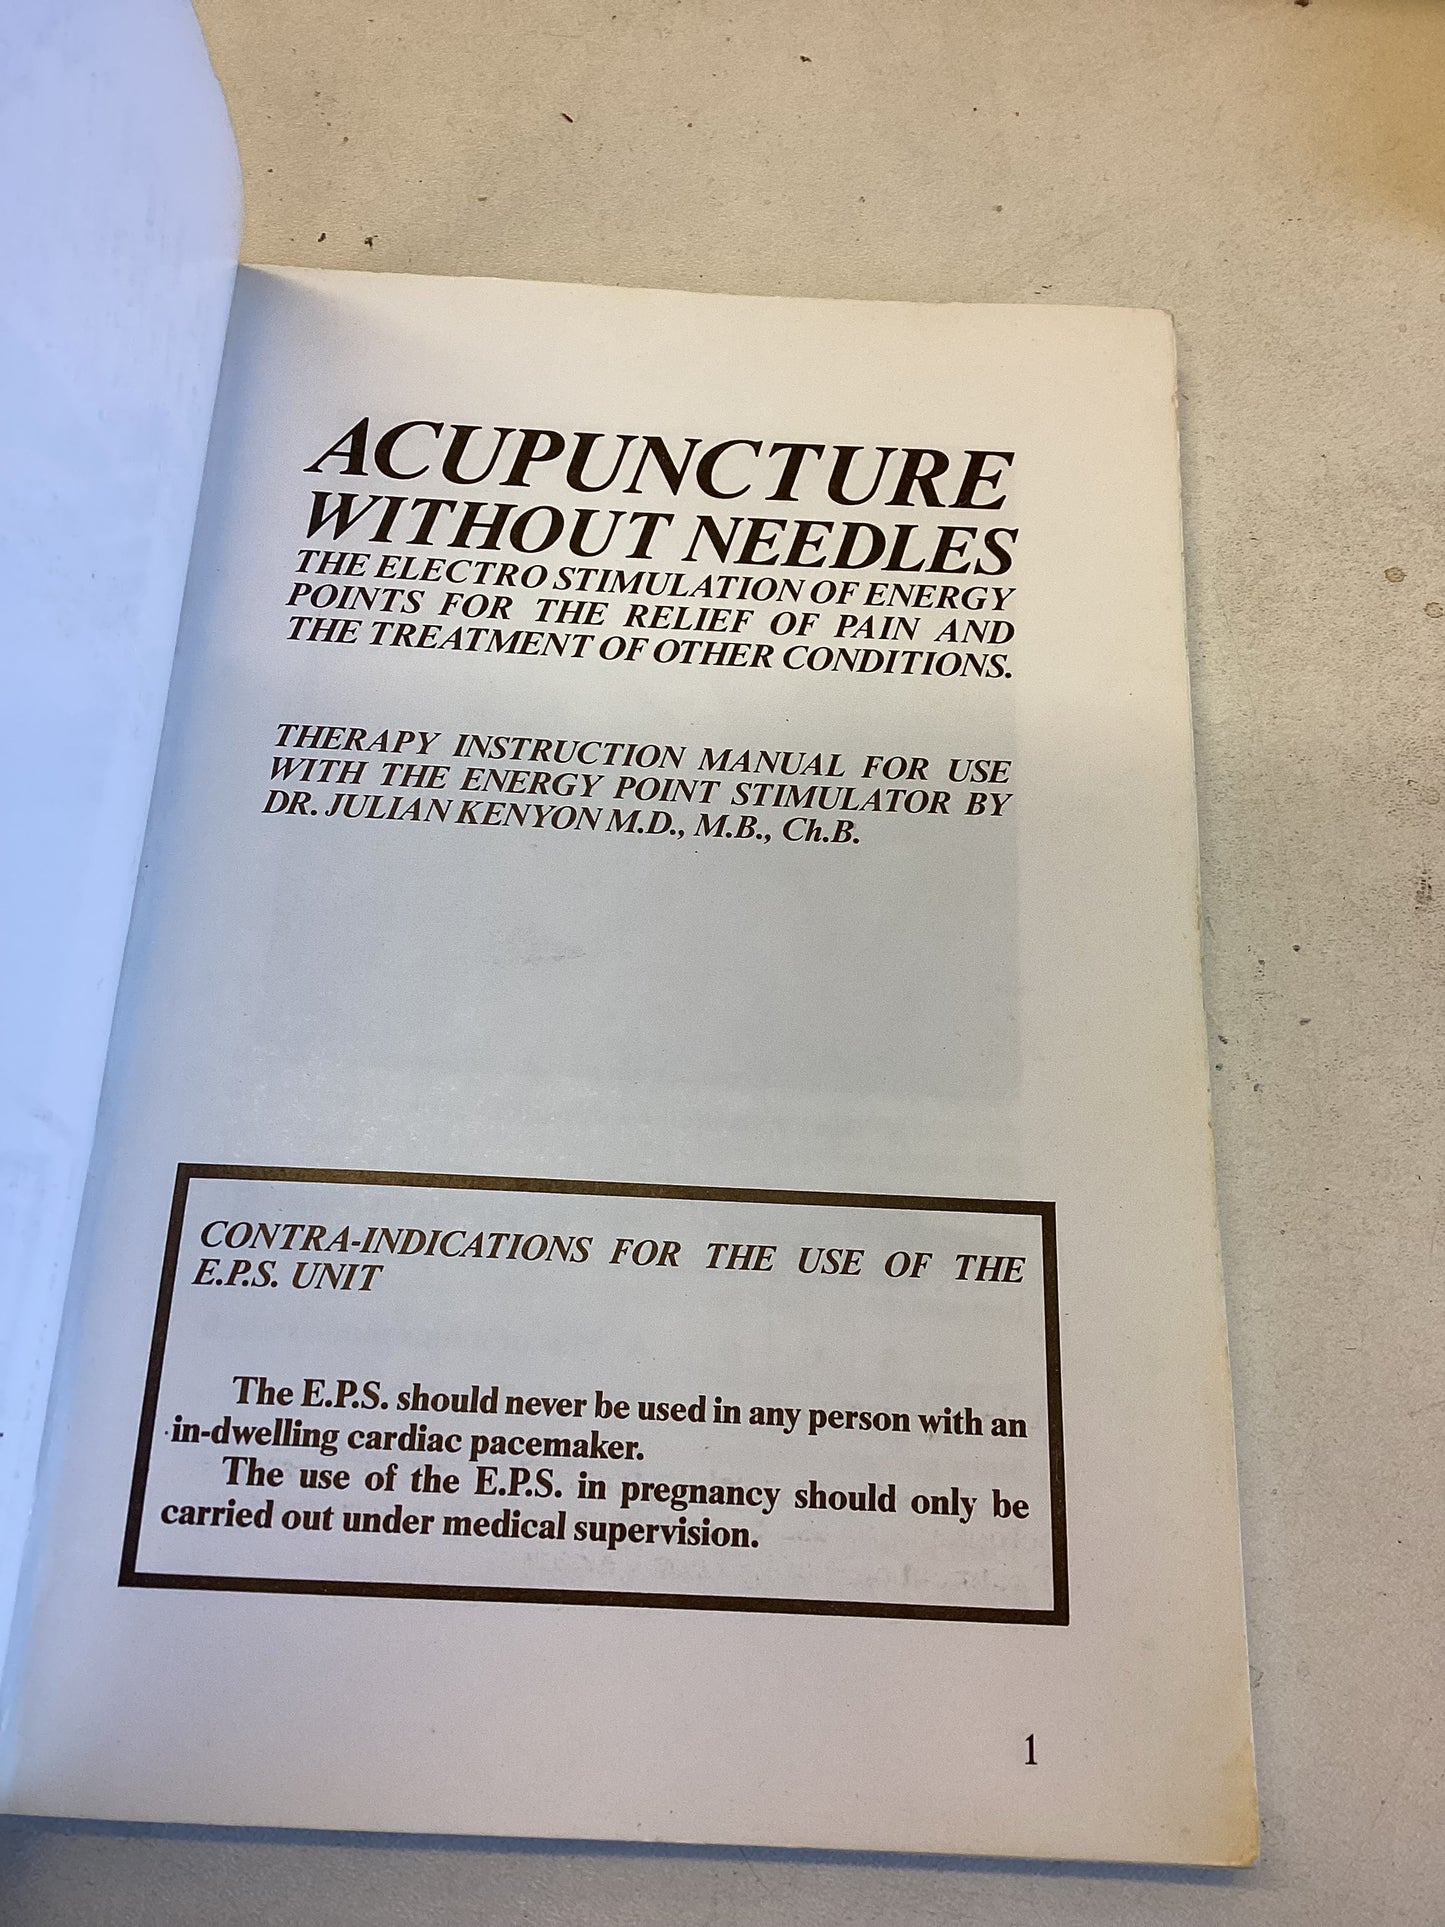 ACUPUNCTURE
WITHOUT NEEDLES
THE ELECTRO STIMULATION OF ENERGY
POINTS FOR THE RELIEF OF PAIN AND
THE TREATMENT OF OTHER CONDITIONS.
THERAPY INSTRUCTION MANUAL FOR USE
WITH THE ENERGY POINT STIMULATOR BY
DR. JULIAN KENYON M.D., M.B., Ch.B.
CONTRA-INDICATIONS FOR THE USE OF THE
E.P.S. UNIT
The E.P.S. should never be used in any person with an
in-dwelling cardiac pacemaker.
The use of the E.P.S. in pregnancy should only be
carried out under medical supervision.
1